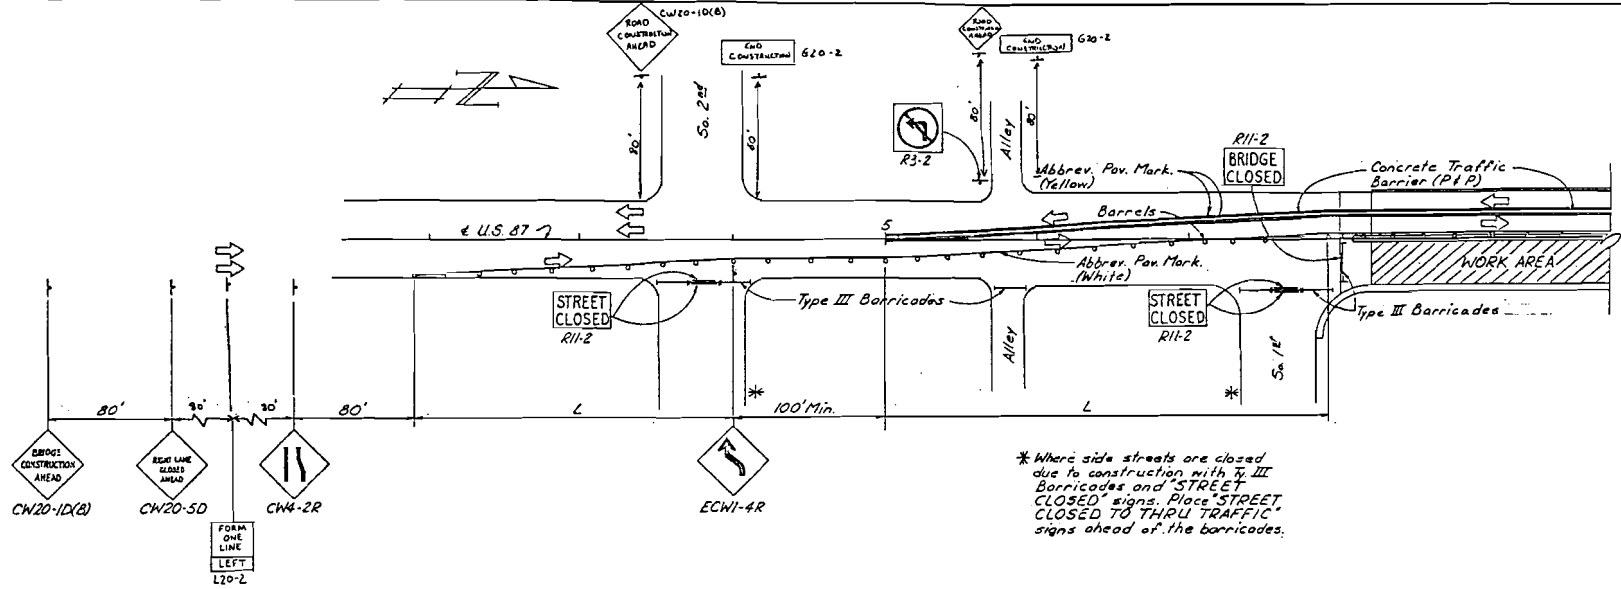 ROAD
CONSTRUCTION
AHEAD
CW20-1D(B)
END
CONSTRUCTION
G20-2
So. 2nd
80'
80'
ROAD
CONSTRUCTION
AHEAD
END
CONSTRUCTION
G20-2
80'
80'
Alley
R3-2
R11-2
BRIDGE
CLOSED
Abbrev. Pav. Mark.
(Yellow)
Concrete Traffic
Barrier (P & P)
Barrels
5
℄ U.S. 87
Abbrev. Pav. Mark.
(White)
WORK AREA
STREET
CLOSED
R11-2
Type III Barricades
Alley
STREET
CLOSED
R11-2
So. 1st
Type III Barricades
*
*
80'
80'
80'
80'
L
100' Min.
L
BRIDGE
CONSTRUCTION
AHEAD
CW20-1D(B)
RIGHT LANE
CLOSED
AHEAD
CW20-5D
CW4-2R
FORM
ONE
LINE
LEFT
L20-2
ECW1-4R
* Where side streets are closed
due to construction with Ty. III
Barricades and "STREET
CLOSED" signs. Place "STREET
CLOSED TO THRU TRAFFIC"
signs ahead of the barricades.